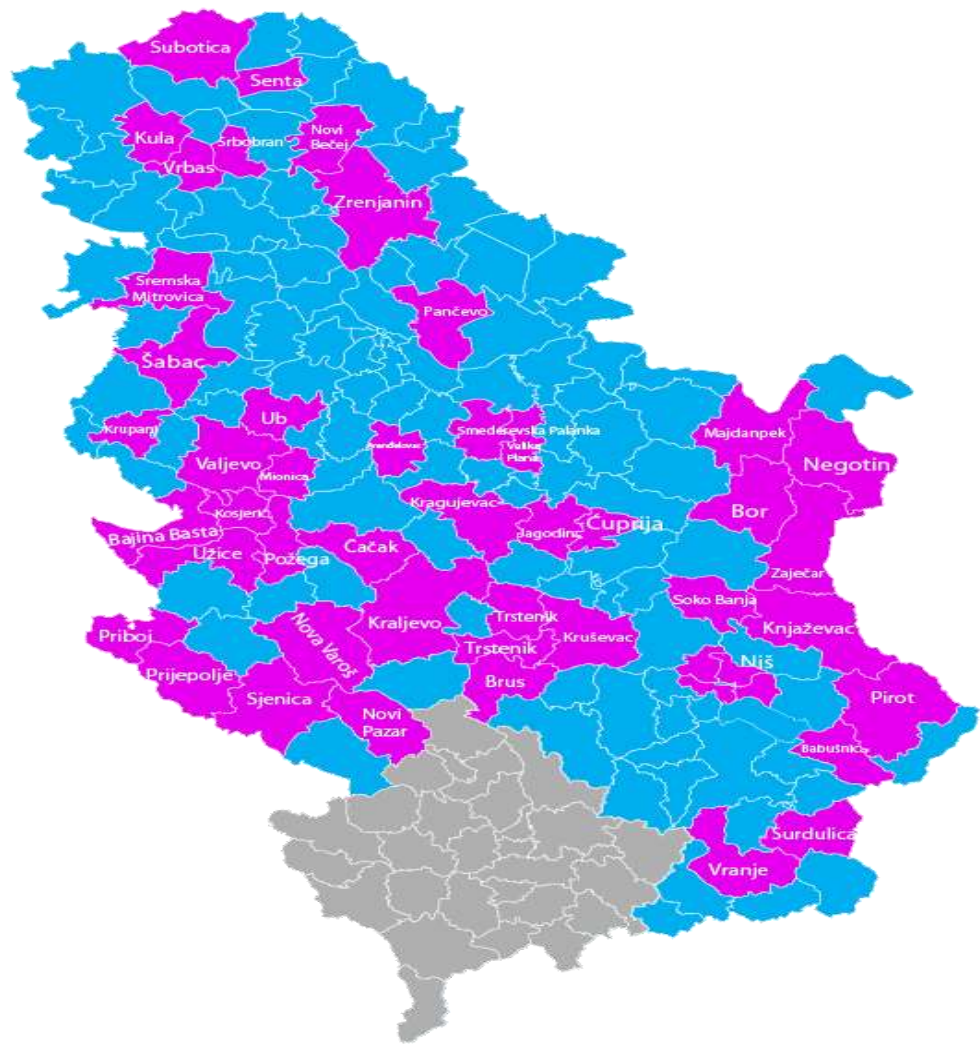 Subotica
Senta
Kula
Srbobran
Novi
Bečej
Vrbas
Zrenjanin
Sremska
Mitrovica
Pančevo
Šabac
Ub
Krupanj
Smederevska Palanka
Aranđelovac
Velika
Plana
Majdanpek
Valjevo
Mionica
Negotin
Kragujevac
Kosjerić
Bor
Bajina Basta
Jagodina
Ćuprija
Čačak
Užice
Požega
Zaječar
Soko Banja
Priboj
Nova Varoš
Kraljevo
Trstenik
Kruševac
Knjaževac
Trstenik
Niš
Prijepolje
Brus
Sjenica
Pirot
Novi
Pazar
Babušnica
Surdulica
Vranje